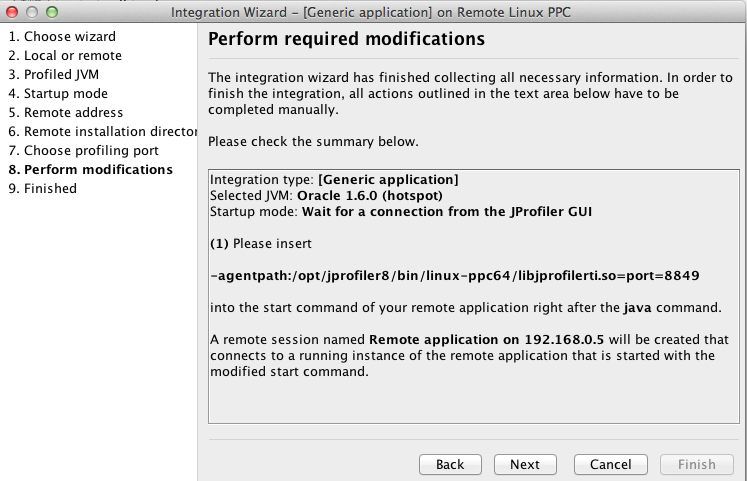 Integration Wizard – [Generic application] on Remote Linux PPC
1. Choose wizard
2. Local or remote
3. Profiled JVM
4. Startup mode
5. Remote address
6. Remote installation director
7. Choose profiling port
8. Perform modifications
9. Finished
Perform required modifications
The integration wizard has finished collecting all necessary information. In order to
finish the integration, all actions outlined in the text area below have to be
completed manually.
Please check the summary below.
Integration type: [Generic application]
Selected JVM: Oracle 1.6.0 (hotspot)
Startup mode: Wait for a connection from the JProfiler GUI
(1) Please insert
-agentpath:/opt/jprofiler8/bin/linux-ppc64/libjprofilerti.so=port=8849
into the start command of your remote application right after the java command.
A remote session named Remote application on 192.168.0.5 will be created that
connects to a running instance of the remote application that is started with the
modified start command.
Back
Next
Cancel
Finish